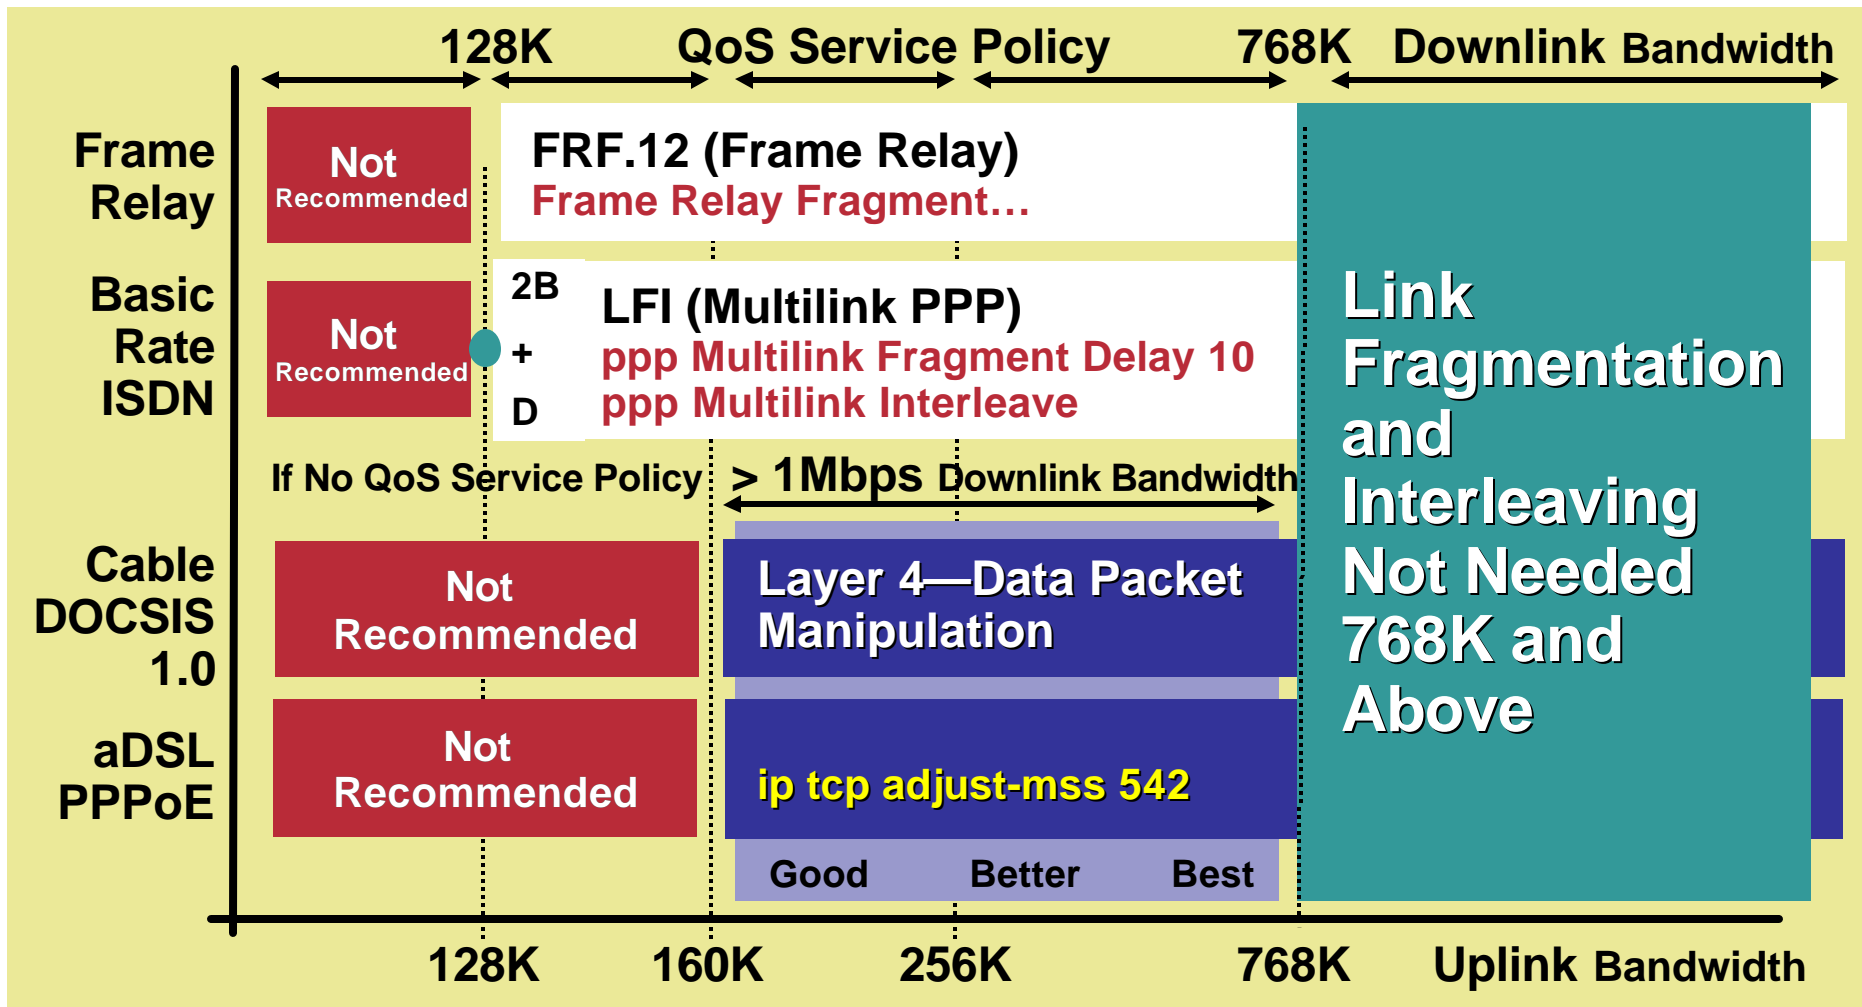 128K QoS Service Policy 768K Downlink Bandwidth
Frame
Relay
Not
Recommended
FRF.12 (Frame Relay)
Frame Relay Fragment…
Basic
Rate
ISDN
Not
Recommended
2B
+
D
LFI (Multilink PPP)
ppp Multilink Fragment Delay 10
ppp Multilink Interleave
If No QoS Service Policy
> 1Mbps Downlink Bandwidth
Cable
DOCSIS
1.0
Not
Recommended
Layer 4—Data Packet
Manipulation
aDSL
PPPoE
Not
Recommended
ip tcp adjust-mss 542
Good Better Best
Link
Fragmentation
and
Interleaving
Not Needed
768K and
Above
128K 160K 256K 768K Uplink Bandwidth